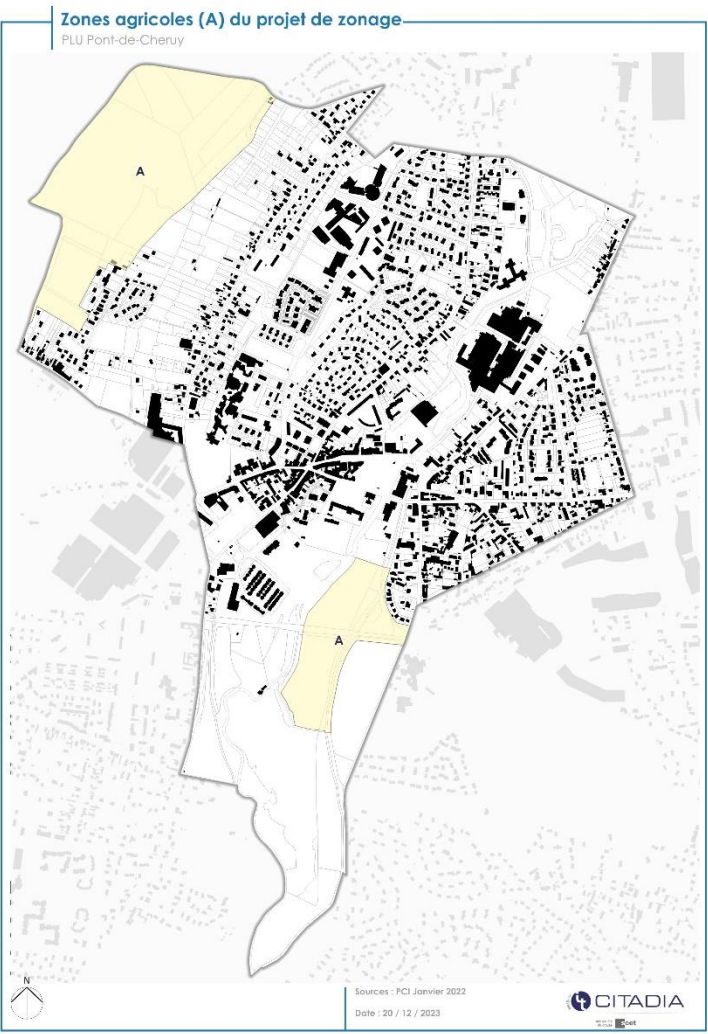 Zones agricoles (A) du projet de zonage
PLU Pont-de-Cheruy
A
A
N
Sources : PCI Janvier 2022
Date : 20 / 12 / 2023
CITADIA
scet